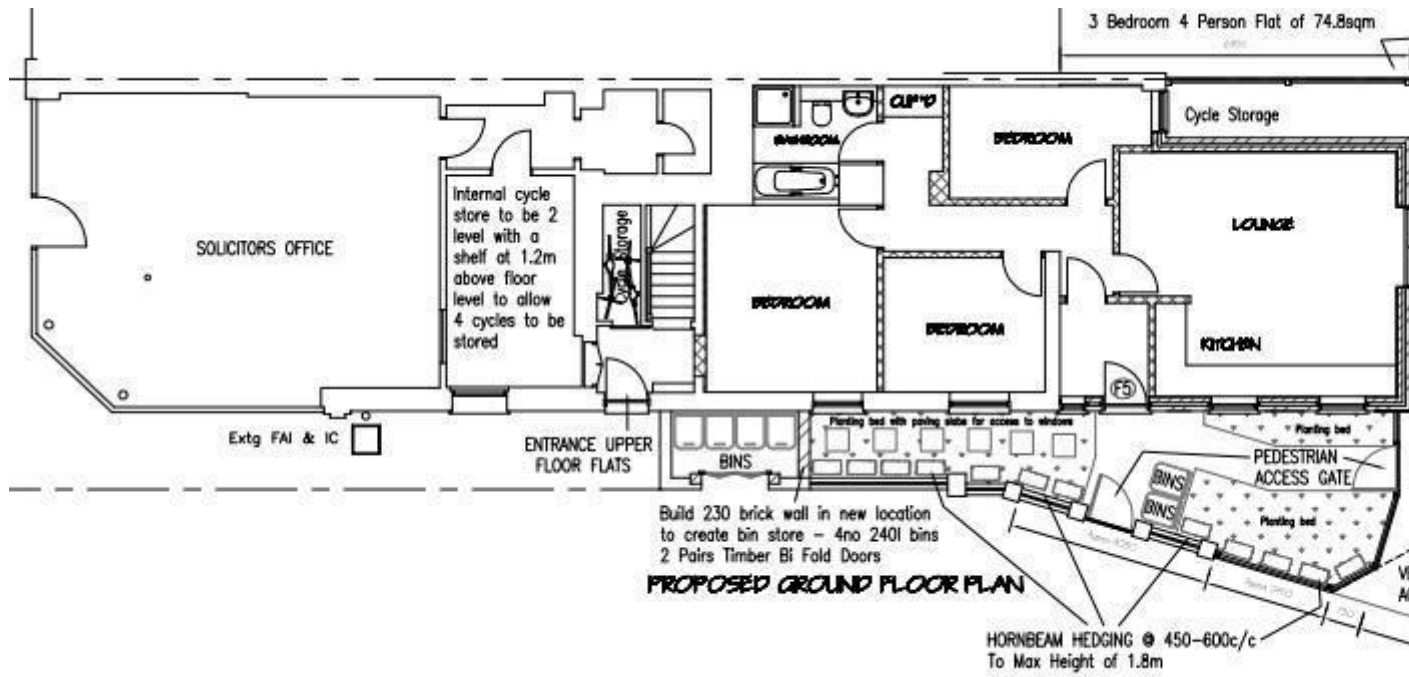 3 Bedroom 4 Person Flat of 74.8sqm
Cycle Storage
CUP'D
BATHROOM
BEDROOM
LOUNGE
Internal cycle
store to be 2
level with a
shelf at 1.2m
above floor
level to allow
4 cycles to be
stored
Cycle Storage
SOLICITORS OFFICE
BEDROOM
BEDROOM
KITCHEN
F5
Extg FAI & IC
ENTRANCE UPPER
FLOOR FLATS
BINS
Planting bed with paving slabs for access to windows
Planting bed
PEDESTRIAN
ACCESS GATE
BINS
BINS
Planting bed
Build 230 brick wall in new location
to create bin store - 4no 240l bins
2 Pairs Timber Bi Fold Doors
PROPOSED GROUND FLOOR PLAN
HORNBEAM HEDGING @ 450-600c/c
To Max Height of 1.8m